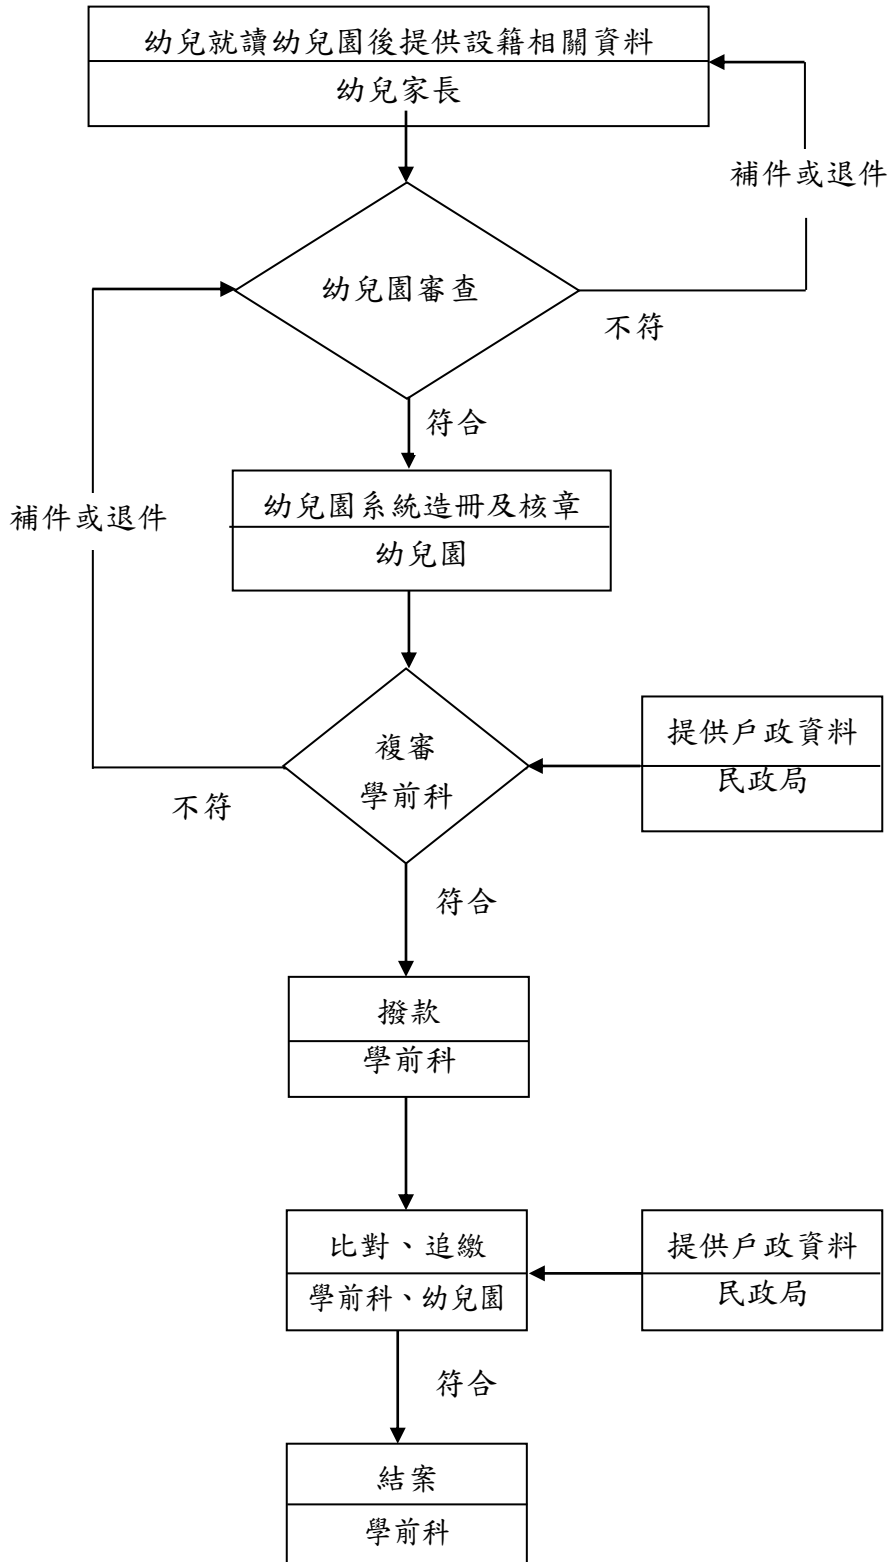 幼兒就讀幼兒園後提供設籍相關資料
幼兒家長
補件或退件
幼兒園審查
不符
符合
幼兒園系統造冊及核章
幼兒園
補件或退件
複審
學前科
提供戶政資料
民政局
不符
符合
撥款
學前科
比對、追繳
學前科、幼兒園
提供戶政資料
民政局
符合
結案
學前科